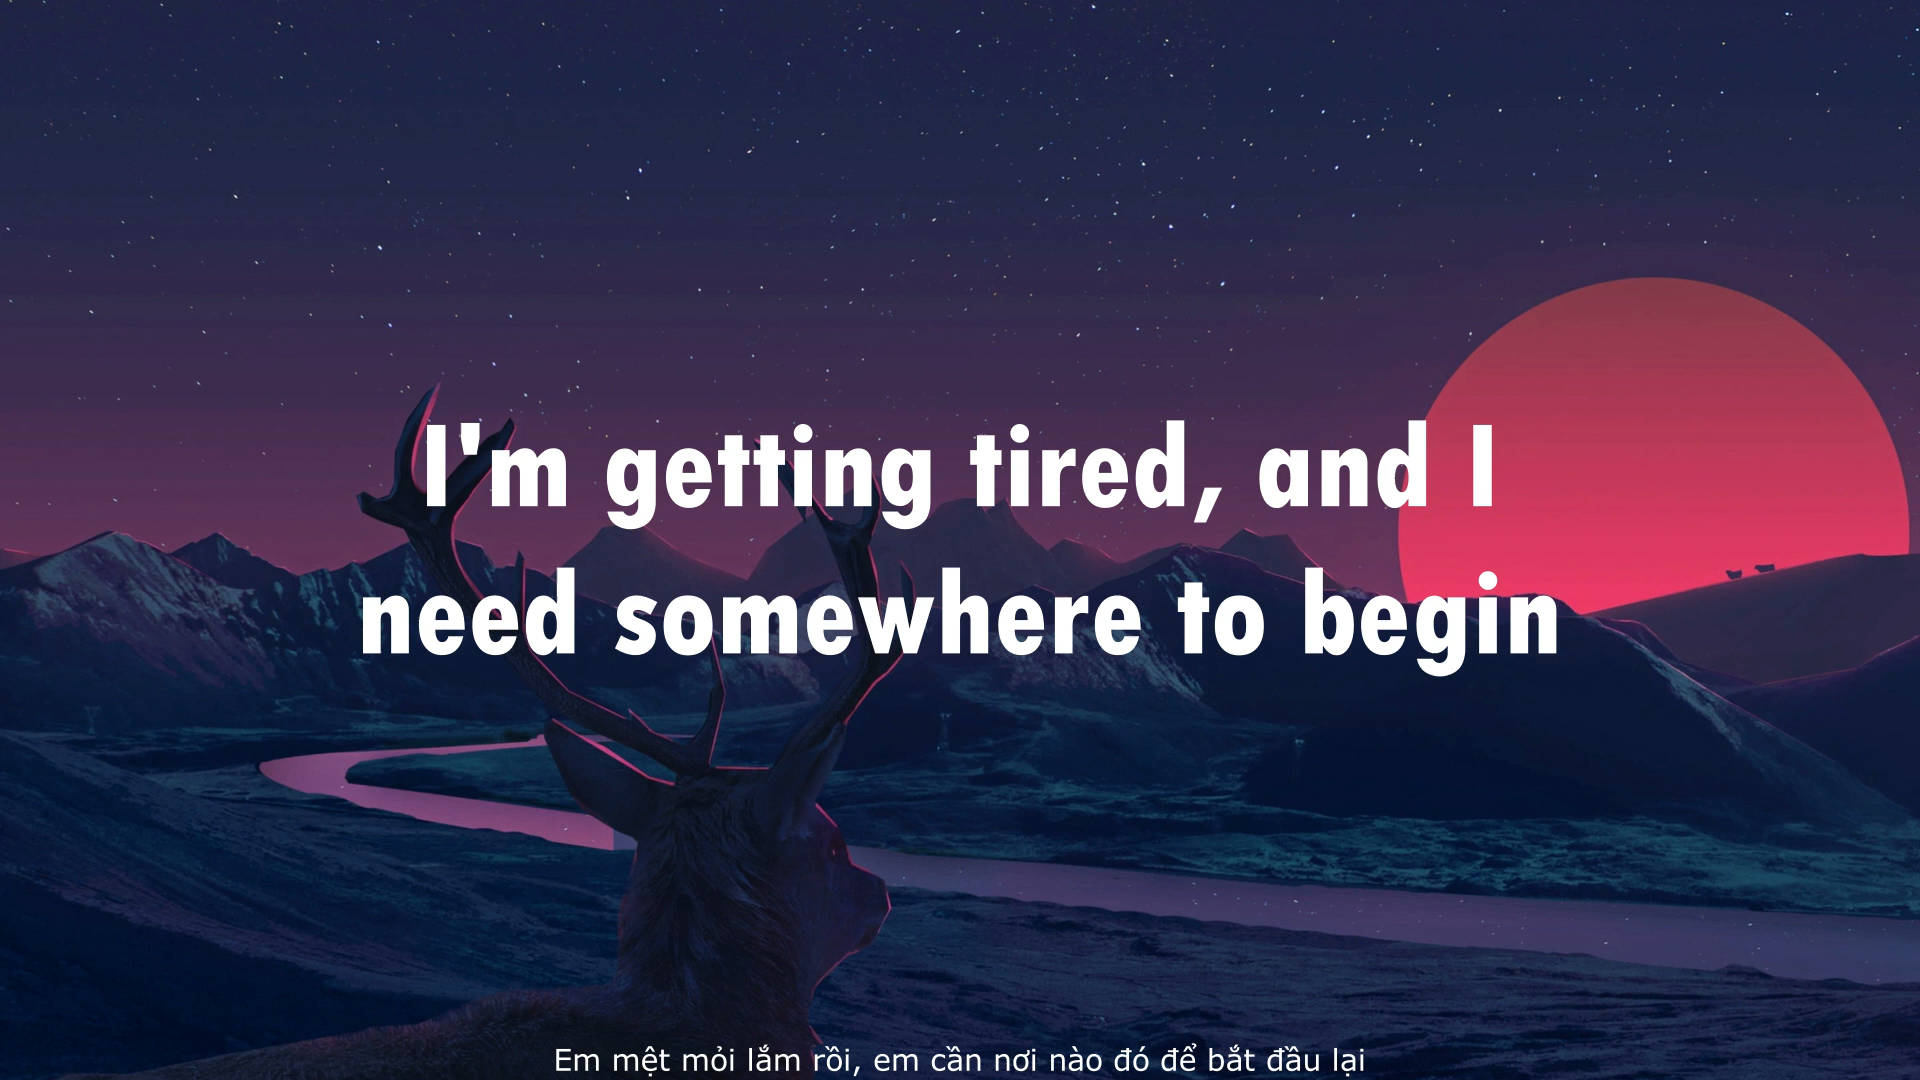 I'm getting tired, and I
need somewhere to begin
Em mệt mỏi lắm rồi, em cần nơi nào đó để bắt đầu lại